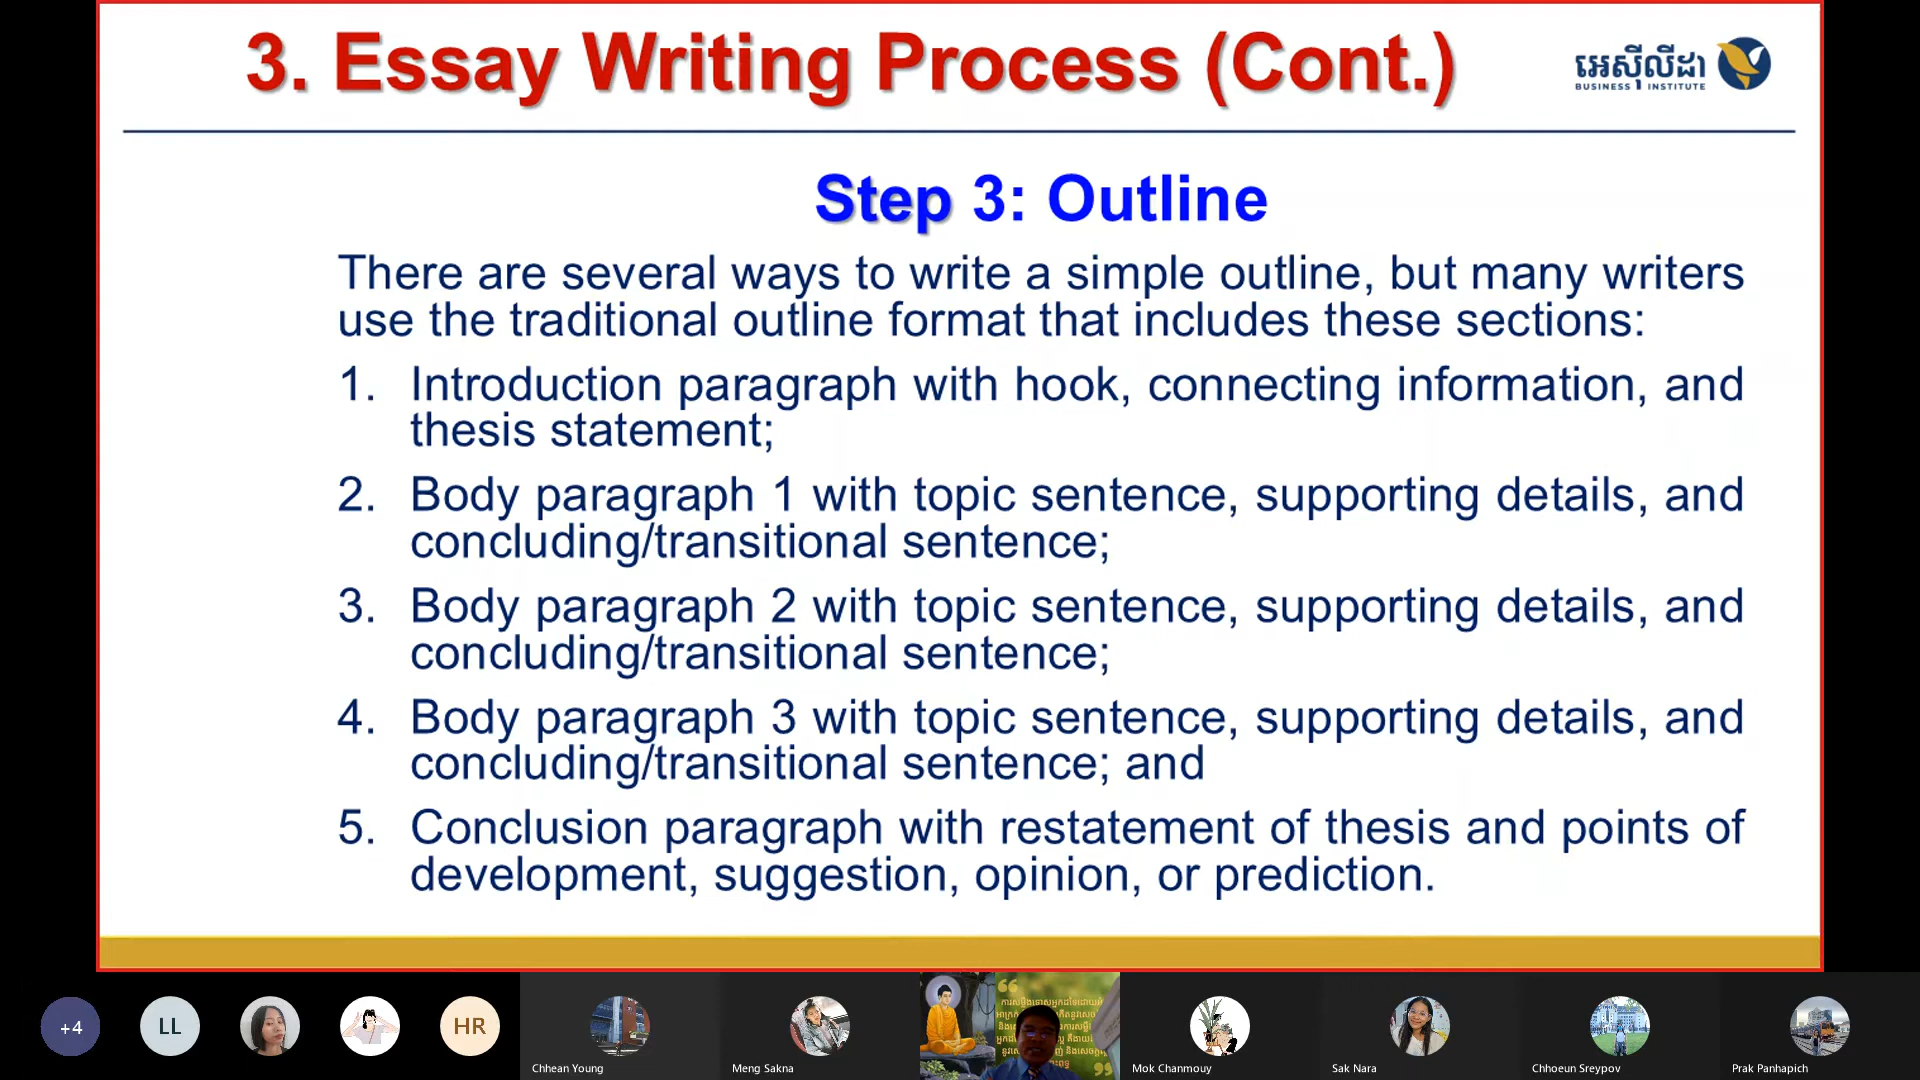 3. Essay Writing Process (Cont.)
អេស៊ីលីដា
BUSINESS INSTITUTE
Step 3: Outline
There are several ways to write a simple outline, but many writers
use the traditional outline format that includes these sections:
1. Introduction paragraph with hook, connecting information, and
thesis statement;
2. Body paragraph 1 with topic sentence, supporting details, and
concluding/transitional sentence;
3. Body paragraph 2 with topic sentence, supporting details, and
concluding/transitional sentence;
4. Body paragraph 3 with topic sentence, supporting details, and
concluding/transitional sentence; and
5. Conclusion paragraph with restatement of thesis and points of
development, suggestion, opinion, or prediction.
+4
LL
HR
Chhean Young
Meng Sakna
Mok Chanmouy
Sak Nara
Chhoeun Sreypov
Prak Panhapich